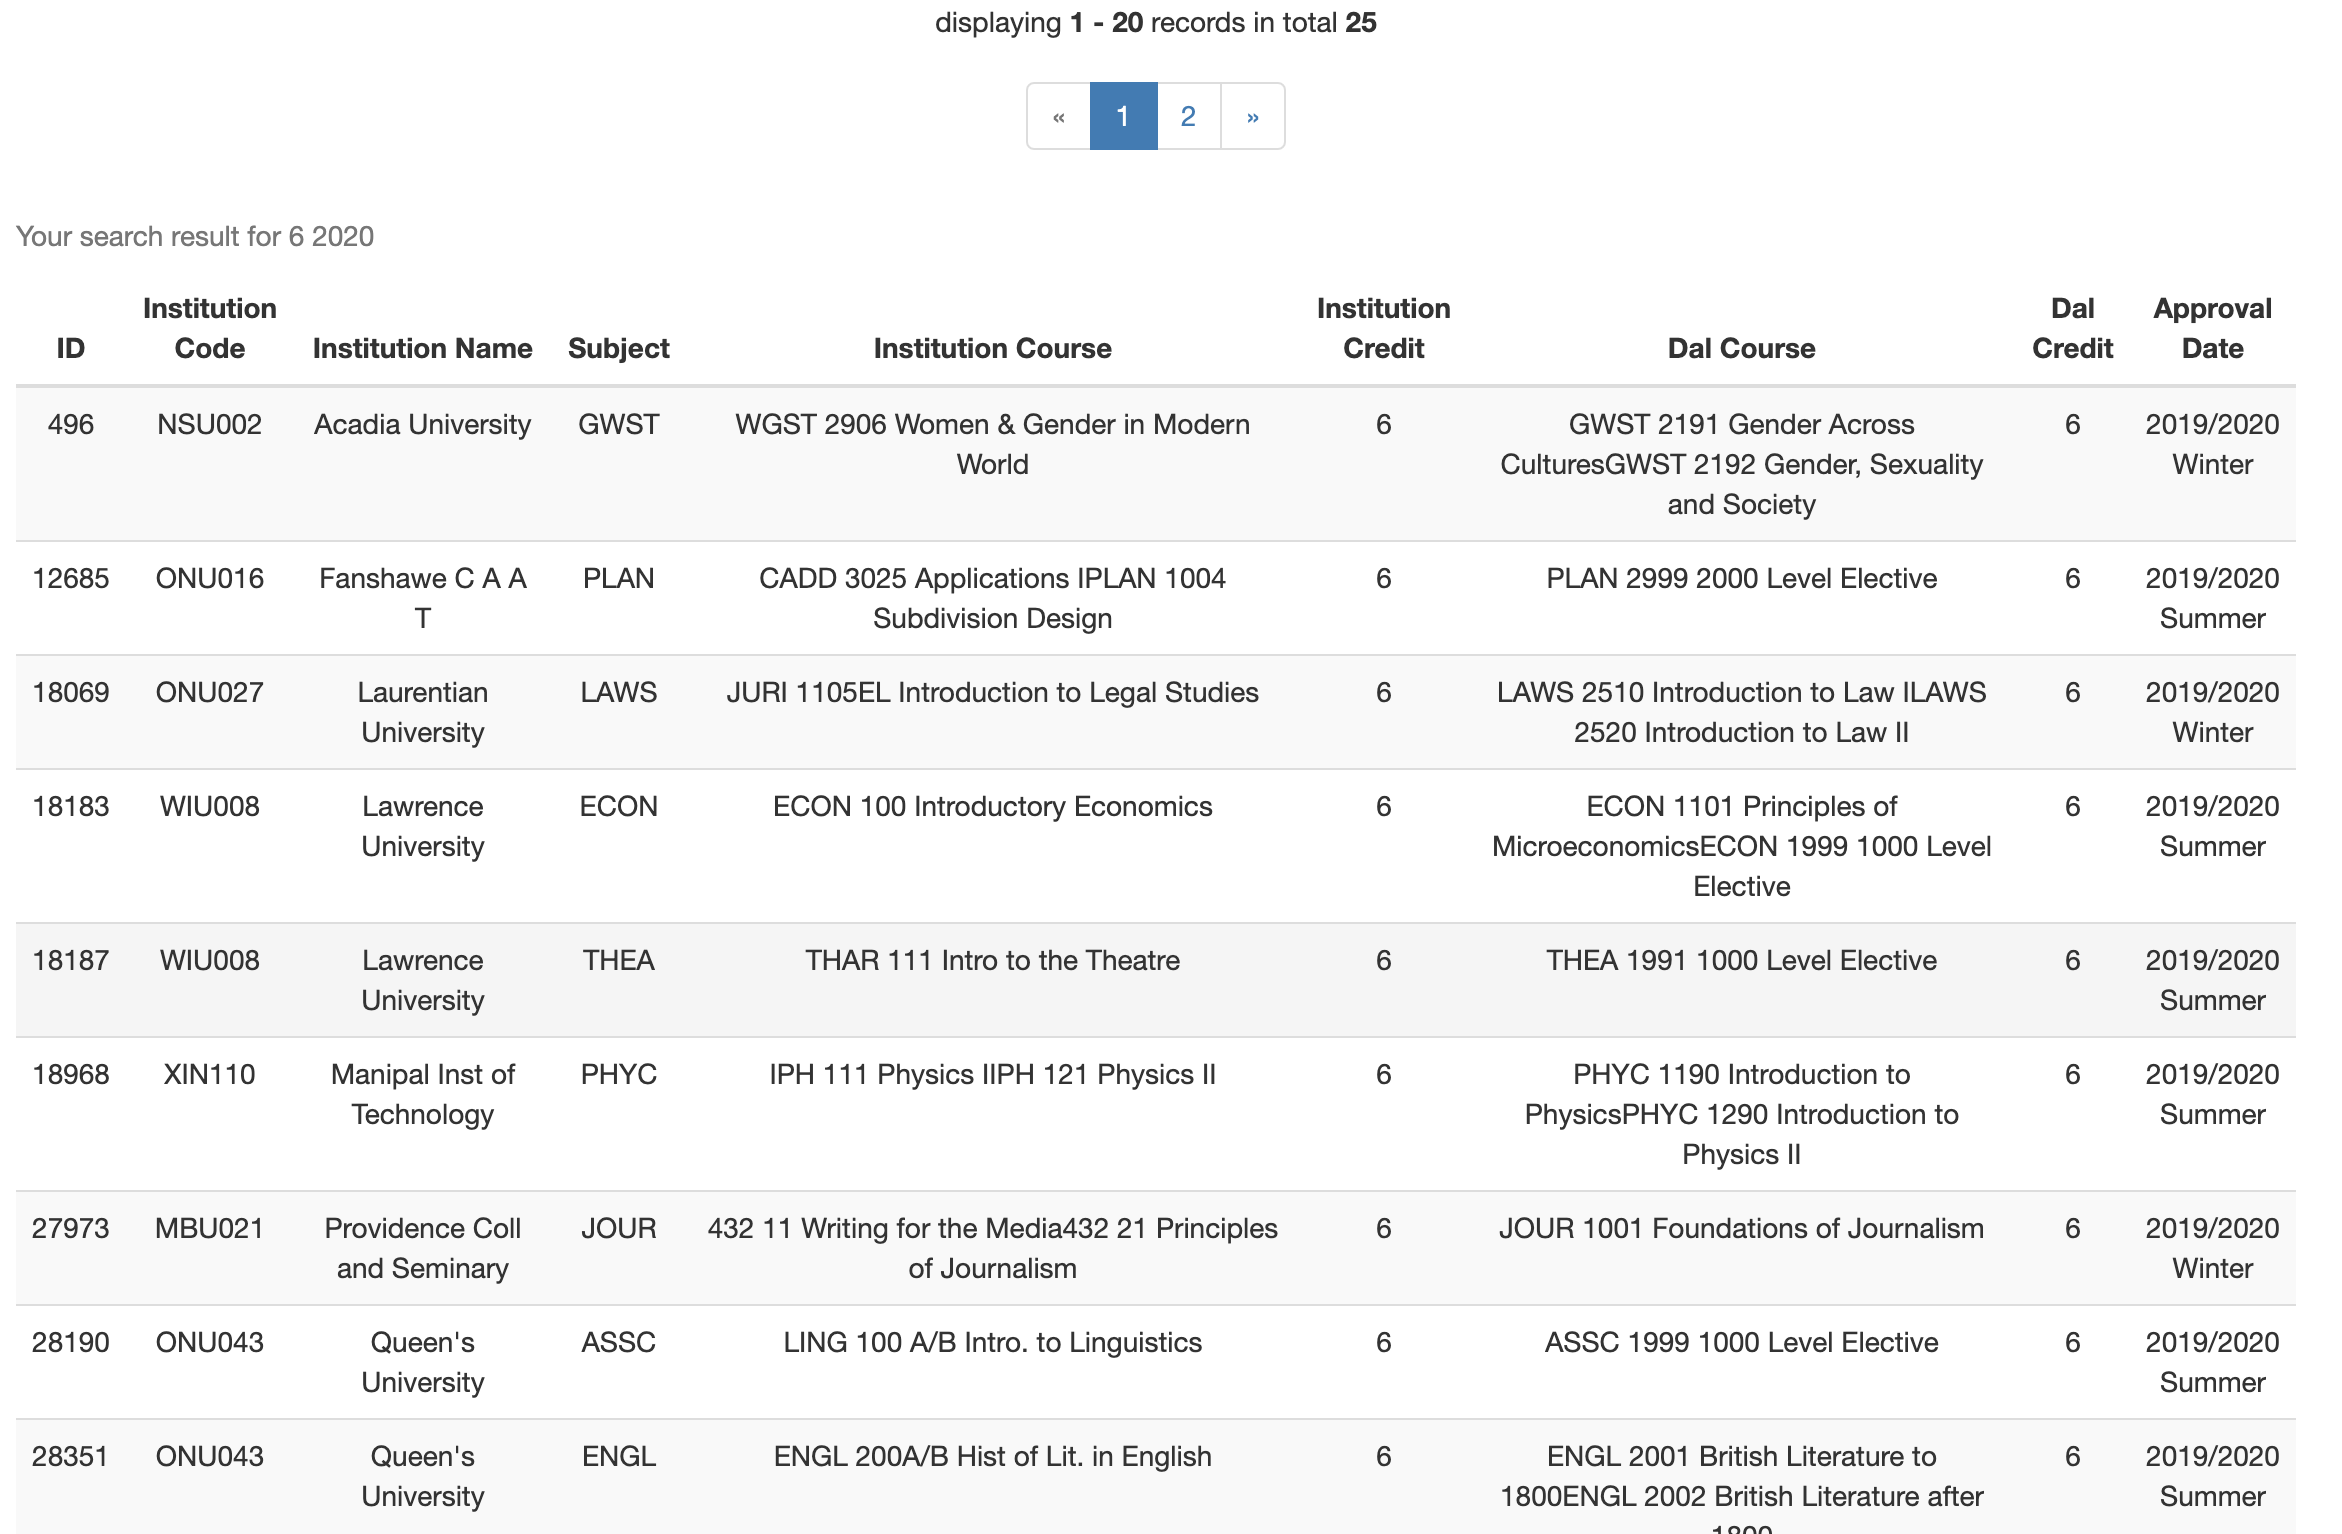 displaying 1 - 20 records in total 25
« 1 2 »
Your search result for 6 2020
ID Institution Code Institution Name Subject Institution Course Institution Credit Dal Course Dal Credit Approval Date
496 NSU002 Acadia University GWST WGST 2906 Women & Gender in Modern World 6 GWST 2191 Gender Across CulturesGWST 2192 Gender, Sexuality and Society 6 2019/2020 Winter
12685 ONU016 Fanshawe C A A T PLAN CADD 3025 Applications IPLAN 1004 Subdivision Design 6 PLAN 2999 2000 Level Elective 6 2019/2020 Summer
18069 ONU027 Laurentian University LAWS JURI 1105EL Introduction to Legal Studies 6 LAWS 2510 Introduction to Law ILAWS 2520 Introduction to Law II 6 2019/2020 Winter
18183 WIU008 Lawrence University ECON ECON 100 Introductory Economics 6 ECON 1101 Principles of MicroeconomicsECON 1999 1000 Level Elective 6 2019/2020 Summer
18187 WIU008 Lawrence University THEA THAR 111 Intro to the Theatre 6 THEA 1991 1000 Level Elective 6 2019/2020 Summer
18968 XIN110 Manipal Inst of Technology PHYC IPH 111 Physics IIPH 121 Physics II 6 PHYC 1190 Introduction to PhysicsPHYC 1290 Introduction to Physics II 6 2019/2020 Summer
27973 MBU021 Providence Coll and Seminary JOUR 432 11 Writing for the Media432 21 Principles of Journalism 6 JOUR 1001 Foundations of Journalism 6 2019/2020 Winter
28190 ONU043 Queen's University ASSC LING 100 A/B Intro. to Linguistics 6 ASSC 1999 1000 Level Elective 6 2019/2020 Summer
28351 ONU043 Queen's University ENGL ENGL 200A/B Hist of Lit. in English 6 ENGL 2001 British Literature to 1800ENGL 2002 British Literature after 6 2019/2020 Summer